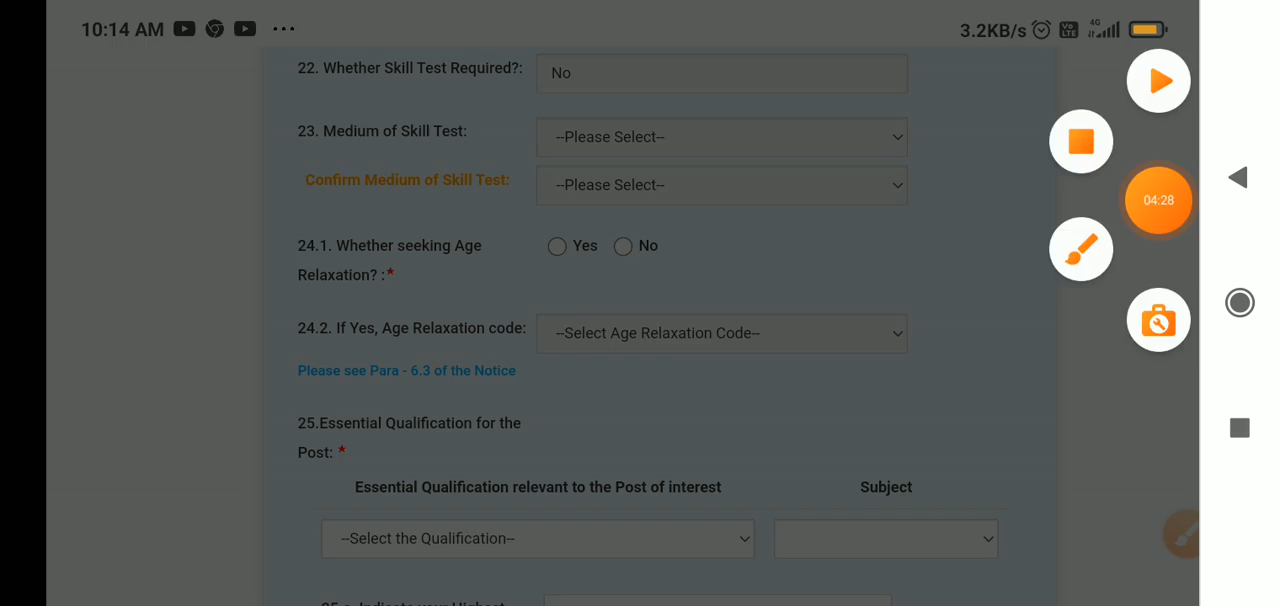 10:14 AM ...
3.2KB/s Vo LTE 4G
22. Whether Skill Test Required?: No
23. Medium of Skill Test: --Please Select--
Confirm Medium of Skill Test: --Please Select--
24.1. Whether seeking Age Yes No
Relaxation? :*
24.2. If Yes, Age Relaxation code: --Select Age Relaxation Code--
Please see Para - 6.3 of the Notice
25.Essential Qualification for the
Post: *
Essential Qualification relevant to the Post of interest Subject
--Select the Qualification--
04:28